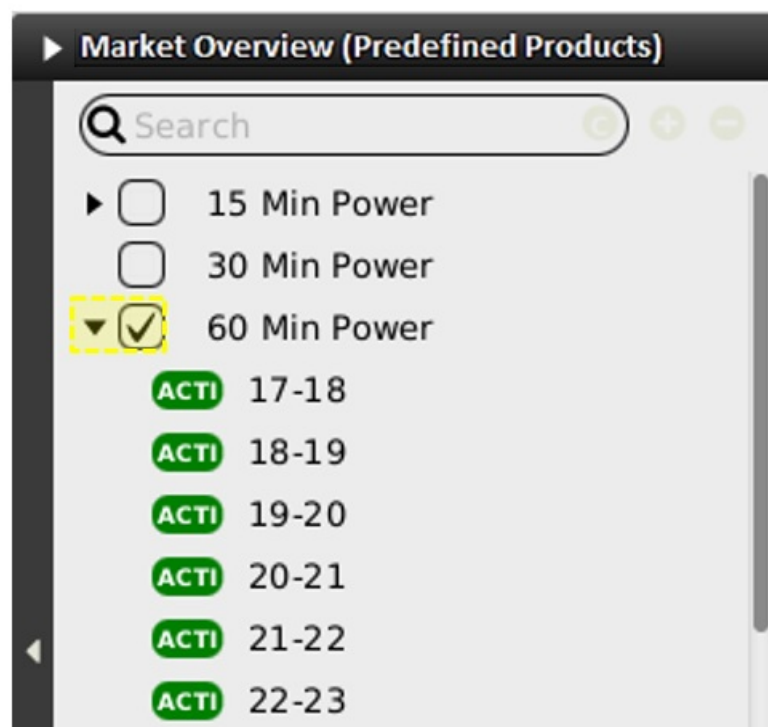 Market Overview (Predefined Products)
Search
15 Min Power
30 Min Power
60 Min Power
ACTI 17-18
ACTI 18-19
ACTI 19-20
ACTI 20-21
ACTI 21-22
ACTI 22-23